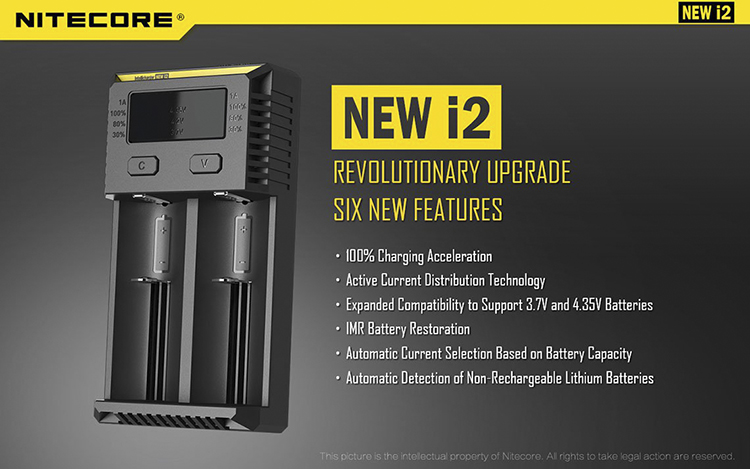 NITECORE®
NEW i2
1A
100%
80%
30%
1A
100%
80%
C
V
NEW i2
REVOLUTIONARY UPGRADE
SIX NEW FEATURES
• 100% Charging Acceleration
• Active Current Distribution Technology
• Expanded Compatibility to Support 3.7V and 4.35V Batteries
• IMR Battery Restoration
• Automatic Current Selection Based on Battery Capacity
• Automatic Detection of Non-Rechargeable Lithium Batteries
This picture is the intellectual property of Nitecore. All rights to take legal action are reserved.